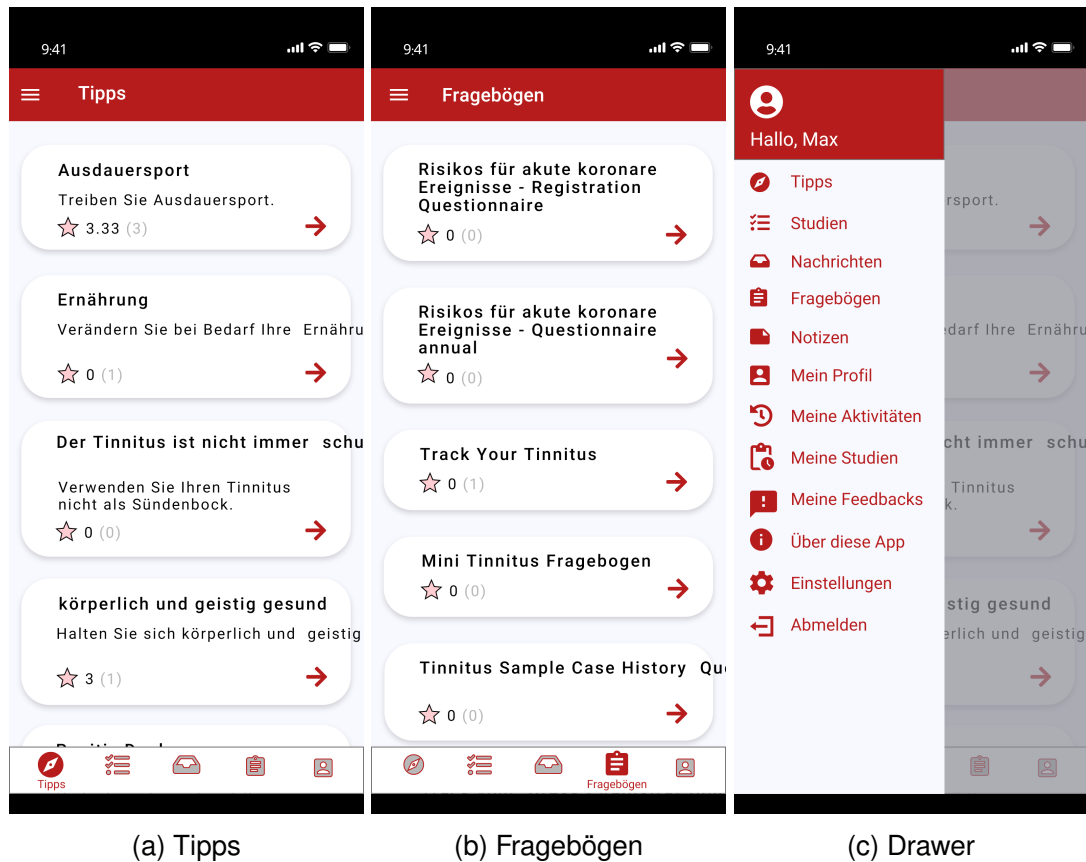 9:41
Tipps
Ausdauersport
Treiben Sie Ausdauersport.
3.33 (3)
Ernährung
Verändern Sie bei Bedarf Ihre Ernähru
0 (1)
Der Tinnitus ist nicht immer schu
Verwenden Sie Ihren Tinnitus
nicht als Sündenbock.
0 (0)
körperlich und geistig gesund
Halten Sie sich körperlich und geistig
3 (1)
Tipps
(a) Tipps
9:41
Fragebögen
Risikos für akute koronare
Ereignisse - Registration
Questionnaire
0 (0)
Risikos für akute koronare
Ereignisse - Questionnaire
annual
0 (0)
Track Your Tinnitus
0 (1)
Mini Tinnitus Fragebogen
0 (0)
Tinnitus Sample Case History Qu
0 (0)
Fragebögen
(b) Fragebögen
9:41
Hallo, Max
Tipps
Studien
Nachrichten
Fragebögen
Notizen
Mein Profil
Meine Aktivitäten
Meine Studien
Meine Feedbacks
Über diese App
Einstellungen
Abmelden
rsport.
edarf Ihre Ernähru
cht immer schu
Tinnitus
k.
stig gesund
erlich und geistig
(c) Drawer